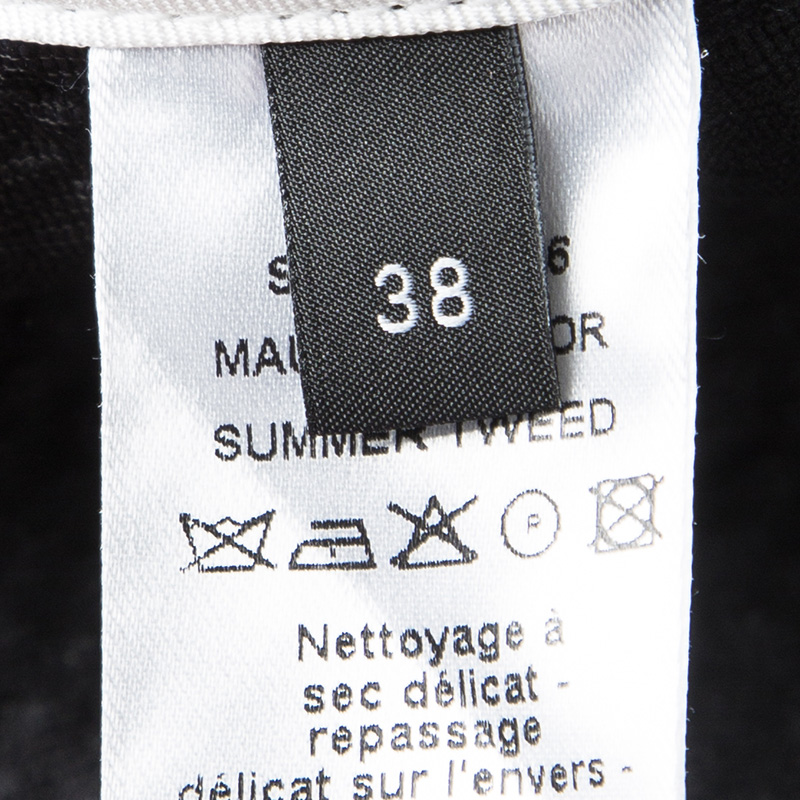 38
SUMMER TWEED
P
Nettoyage à
sec délicat -
repassage
délicat sur l'envers -